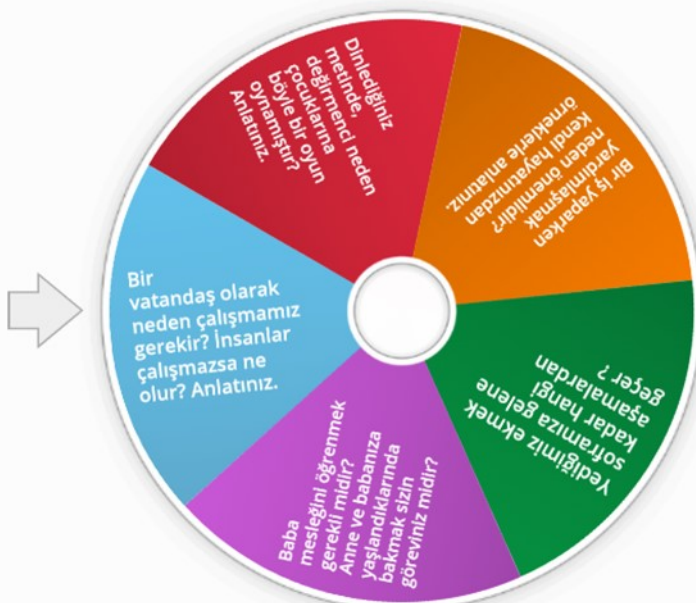 Dinlediğiniz
metinde,
değirmenci neden
çocuklarına
böyle bir oyun
oynamıştır?
Anlatınız.
Bir iş yaparken
yardımlaşmak
neden önemlidir?
Kendi hayatınızdan
örneklerle anlatınız.
Bir
vatandaş olarak
neden çalışmamız
gerekir? İnsanlar
çalışmazsa ne
olur? Anlatınız.
Yediğimiz ekmek
soframıza gelene
kadar hangi
aşamalardan
geçer ?
Baba
mesleğini öğrenmek
gerekli midir?
Anne ve babanıza
yaşlandıklarında
bakmak sizin
göreviniz midir?